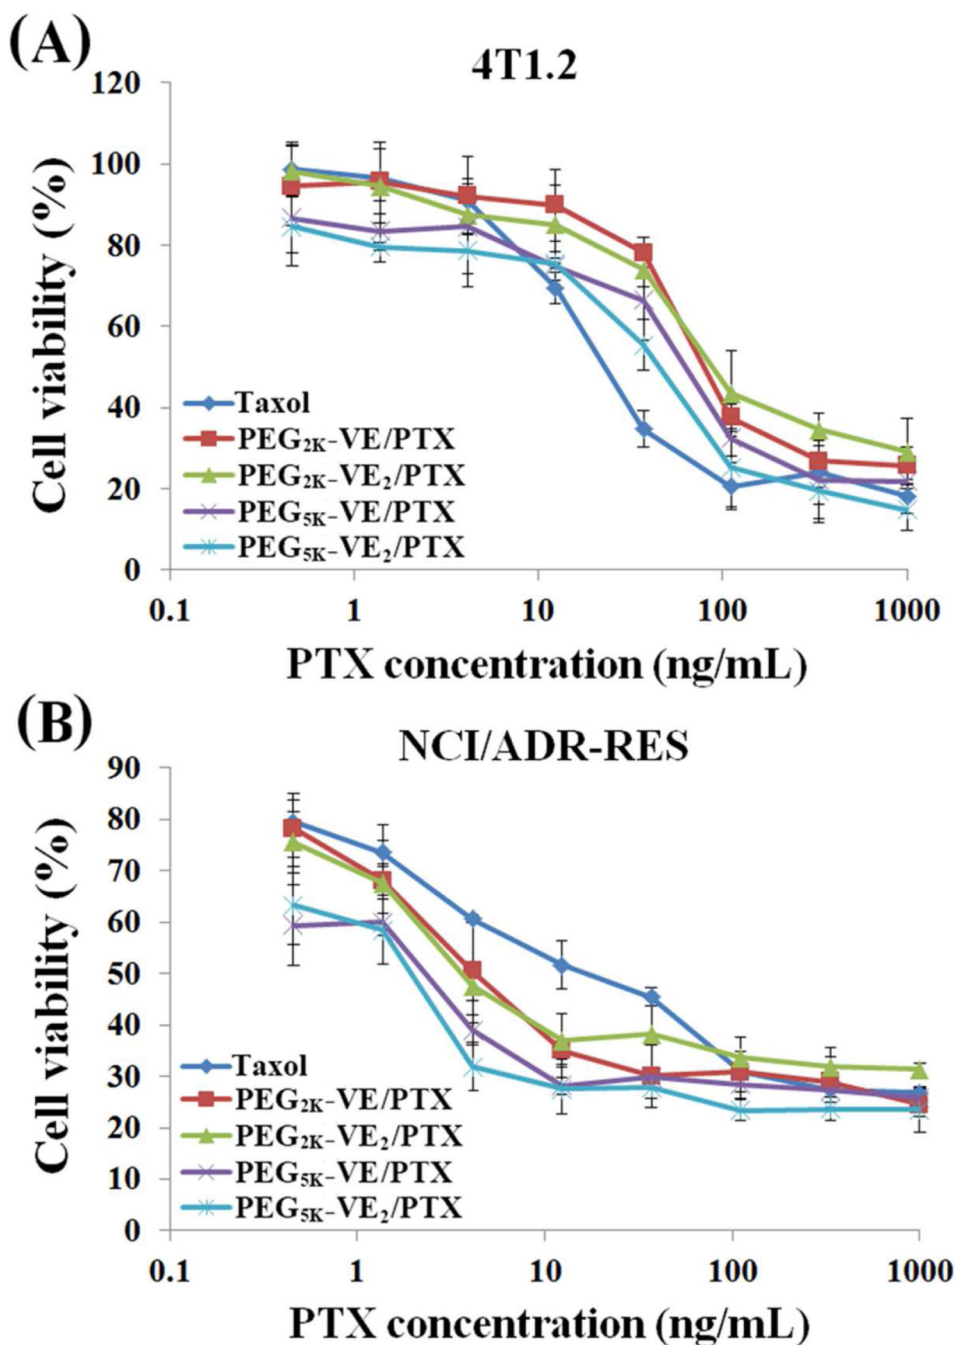 (A)
4T1.2
120
100
80
60
40
20
0
Cell viability (%)
Taxol
PEG2K-VE/PTX
PEG2K-VE2/PTX
PEG5K-VE/PTX
PEG5K-VE2/PTX
0.1 1 10 100 1000
PTX concentration (ng/mL)
(B)
NCI/ADR-RES
90
80
70
60
50
40
30
20
10
0
Cell viability (%)
Taxol
PEG2K-VE/PTX
PEG2K-VE2/PTX
PEG5K-VE/PTX
PEG5K-VE2/PTX
0.1 1 10 100 1000
PTX concentration (ng/mL)